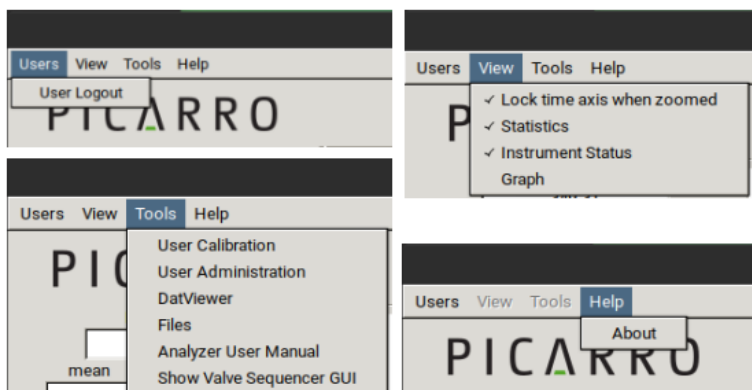 Users View Tools Help
User Logout
PICARRO
Users View Tools Help
✓ Lock time axis when zoomed
✓ Statistics
✓ Instrument Status
Graph
Users View Tools Help
User Calibration
User Administration
DatViewer
Files
Analyzer User Manual
mean
Show Valve Sequencer GUI
Users View Tools Help
About
PICARRO